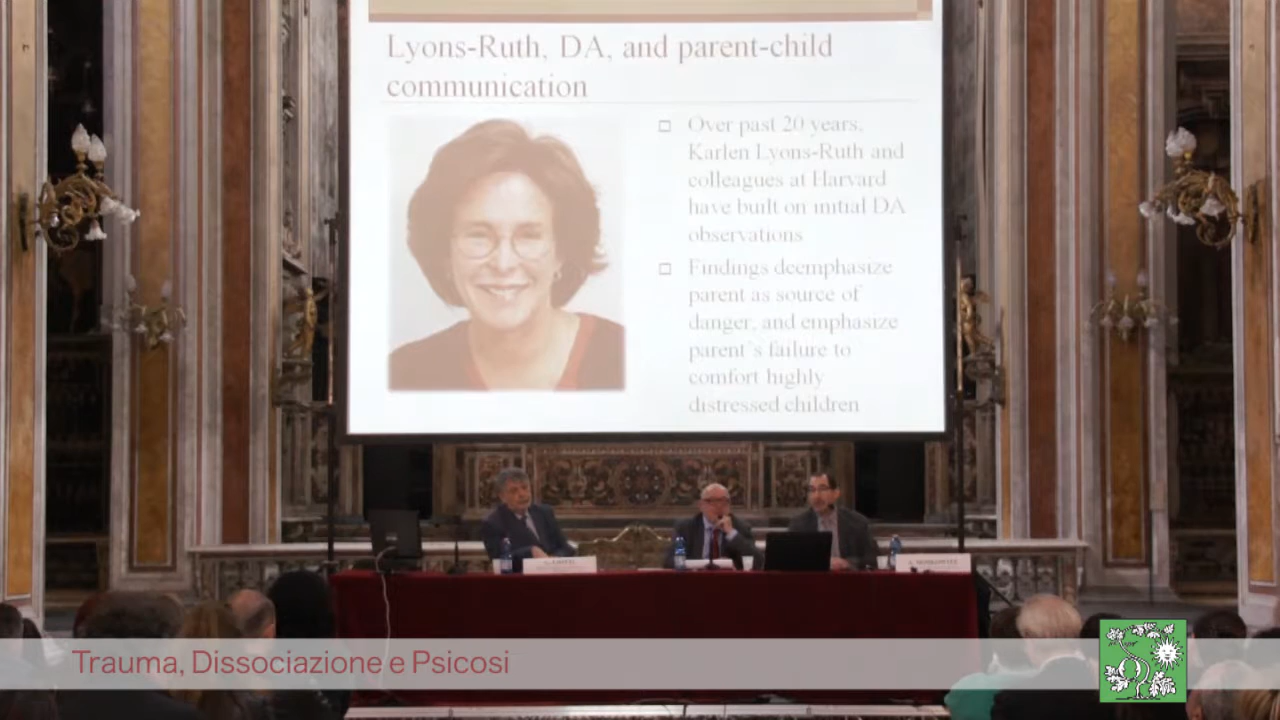 Lyons-Ruth, DA, and parent-child
communication
Over past 20 years,
Karlen Lyons-Ruth and
colleagues at Harvard
have built on initial DA
observations
Findings deemphasize
parent as source of
danger, and emphasize
parent's failure to
comfort highly
distressed children
A. MOSKOWITZ
Trauma, Dissociazione e Psicosi